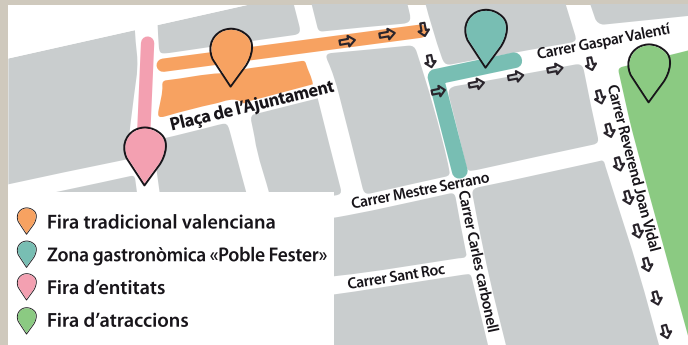 Carrer Gaspar Valentí
Plaça de l'Ajuntament
Carrer Reverend Joan Vidal
Carrer Mestre Serrano
Carrer Carles carbonell
Carrer Sant Roc
Fira tradicional valenciana
Zona gastronòmica «Poble Fester»
Fira d'entitats
Fira d'atraccions